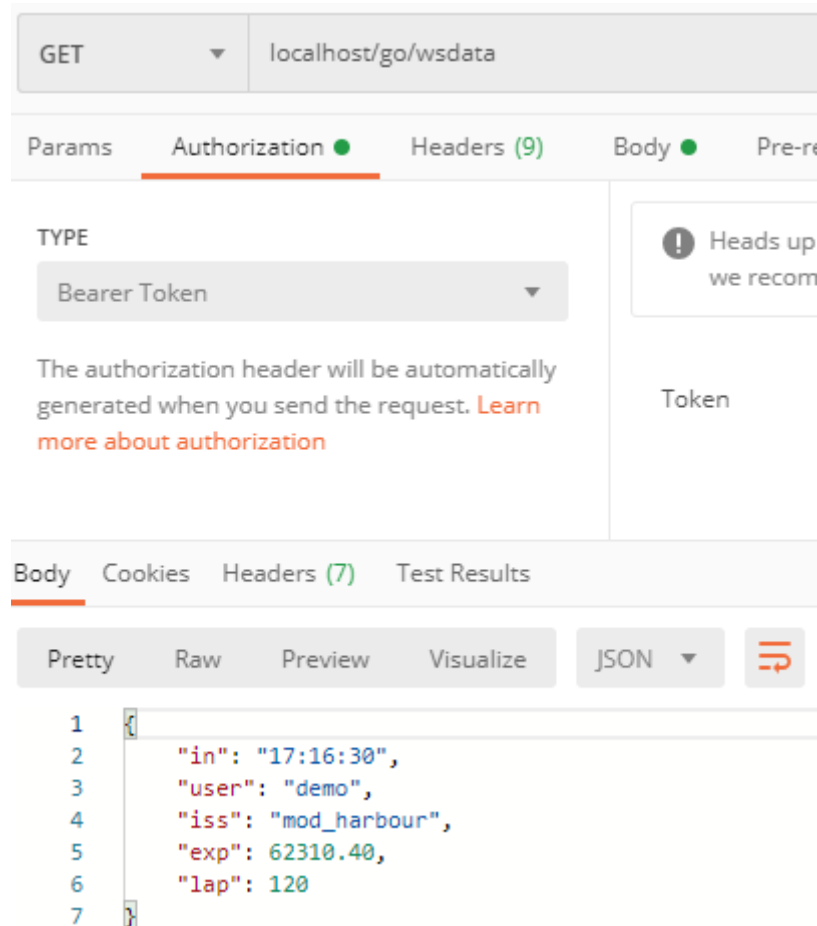 GET localhost/go/wsdata
Params Authorization Headers (9) Body Pre-re
TYPE
Bearer Token
The authorization header will be automatically
generated when you send the request. Learn
more about authorization
Heads up
we recom
Token
Body Cookies Headers (7) Test Results
Pretty Raw Preview Visualize JSON
1 {
2 "in": "17:16:30",
3 "user": "demo",
4 "iss": "mod_harbour",
5 "exp": 62310.40,
6 "lap": 120
7 }